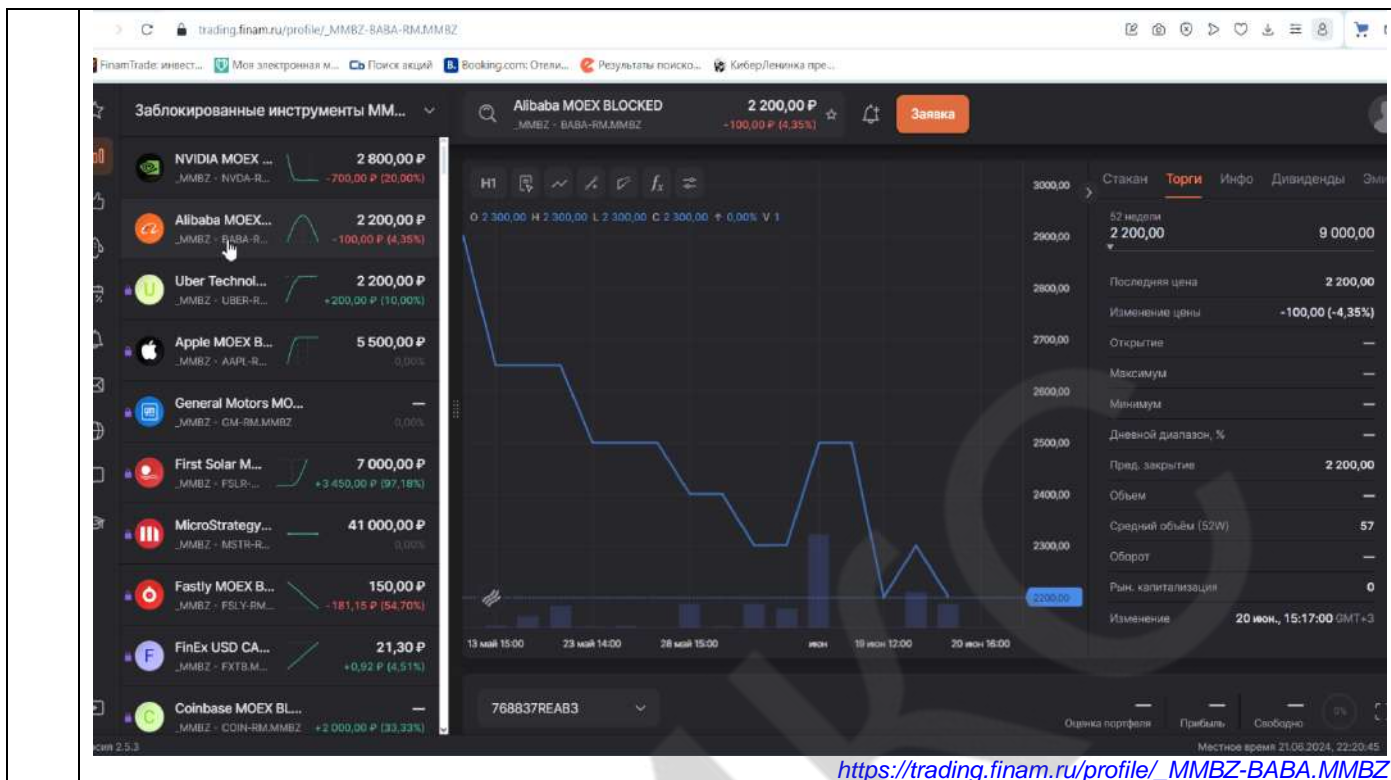 trading.finam.ru/profile/_MMBZ-BABA-RM.MMBZ
FinamTrade: инвест... Моя электронная м... Cb Поиск акций B. Booking.com: Отели... Результаты поиско... КиберЛенинка пре...
Заблокированные инструменты ММ...
NVIDIA MOEX ... 2 800,00 ₽
_MMBZ - NVDA-R... -700,00 ₽ (20,00%)
Alibaba MOEX... 2 200,00 ₽
_MMBZ - BABA-R... -100,00 ₽ (4,35%)
U Uber Technol... 2 200,00 ₽
_MMBZ - UBER-R... +200,00 ₽ (10,00%)
Apple MOEX B... 5 500,00 ₽
_MMBZ - AAPL-R... 0,00%
General Motors MO... —
_MMBZ - GM-RM.MMBZ 0,00%
First Solar M... 7 000,00 ₽
_MMBZ - FSLR-... +3 450,00 ₽ (97,18%)
MicroStrategy... 41 000,00 ₽
_MMBZ - MSTR-R... 0,00%
Fastly MOEX B... 150,00 ₽
_MMBZ - FSLY-RM... -181,15 ₽ (54,70%)
F FinEx USD CA... 21,30 ₽
_MMBZ - FXTB.M... +0,92 ₽ (4,51%)
C Coinbase MOEX BL... —
_MMBZ - COIN-RM.MMBZ +2 000,00 ₽ (33,33%)
Alibaba MOEX BLOCKED 2 200,00 ₽
_MMBZ - BABA-RM.MMBZ -100,00 ₽ (4,35%)
Заявка
H1 fx
O 2 300,00 H 2 300,00 L 2 300,00 C 2 300,00 ↑ 0,00% V 1
3000,00
2900,00
2800,00
2700,00
2600,00
2500,00
2400,00
2300,00
2200,00
13 май 15:00 23 май 14:00 28 май 15:00 июн 19 июн 12:00 20 июн 16:00
Стакан Торги Инфо Дивиденды Эми
52 недели
2 200,00 9 000,00
Последняя цена 2 200,00
Изменение цены -100,00 (-4,35%)
Открытие —
Максимум —
Минимум —
Дневной диапазон, % —
Пред. закрытие 2 200,00
Объем —
Средний объём (52W) 57
Оборот —
Рын. капитализация 0
Изменение 20 июн., 15:17:00 GMT+3
768837REAB3
— — — 0%
Оценка портфеля Прибыль Свободно
рсия 2.5.3 Местное время 21.06.2024, 22:20:45
https://trading.finam.ru/profile/_MMBZ-BABA.MMBZ